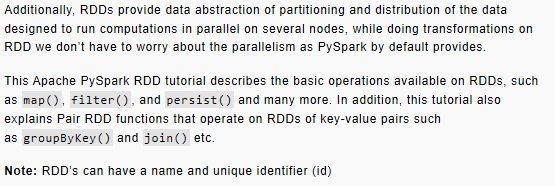 Additionally, RDDs provide data abstraction of partitioning and distribution of the data
designed to run computations in parallel on several nodes, while doing transformations on
RDD we don't have to worry about the parallelism as PySpark by default provides.
This Apache PySpark RDD tutorial describes the basic operations available on RDDs, such
as map(), filter(), and persist() and many more. In addition, this tutorial also
explains Pair RDD functions that operate on RDDs of key-value pairs such
as groupByKey() and join() etc.
Note: RDD's can have a name and unique identifier (id)